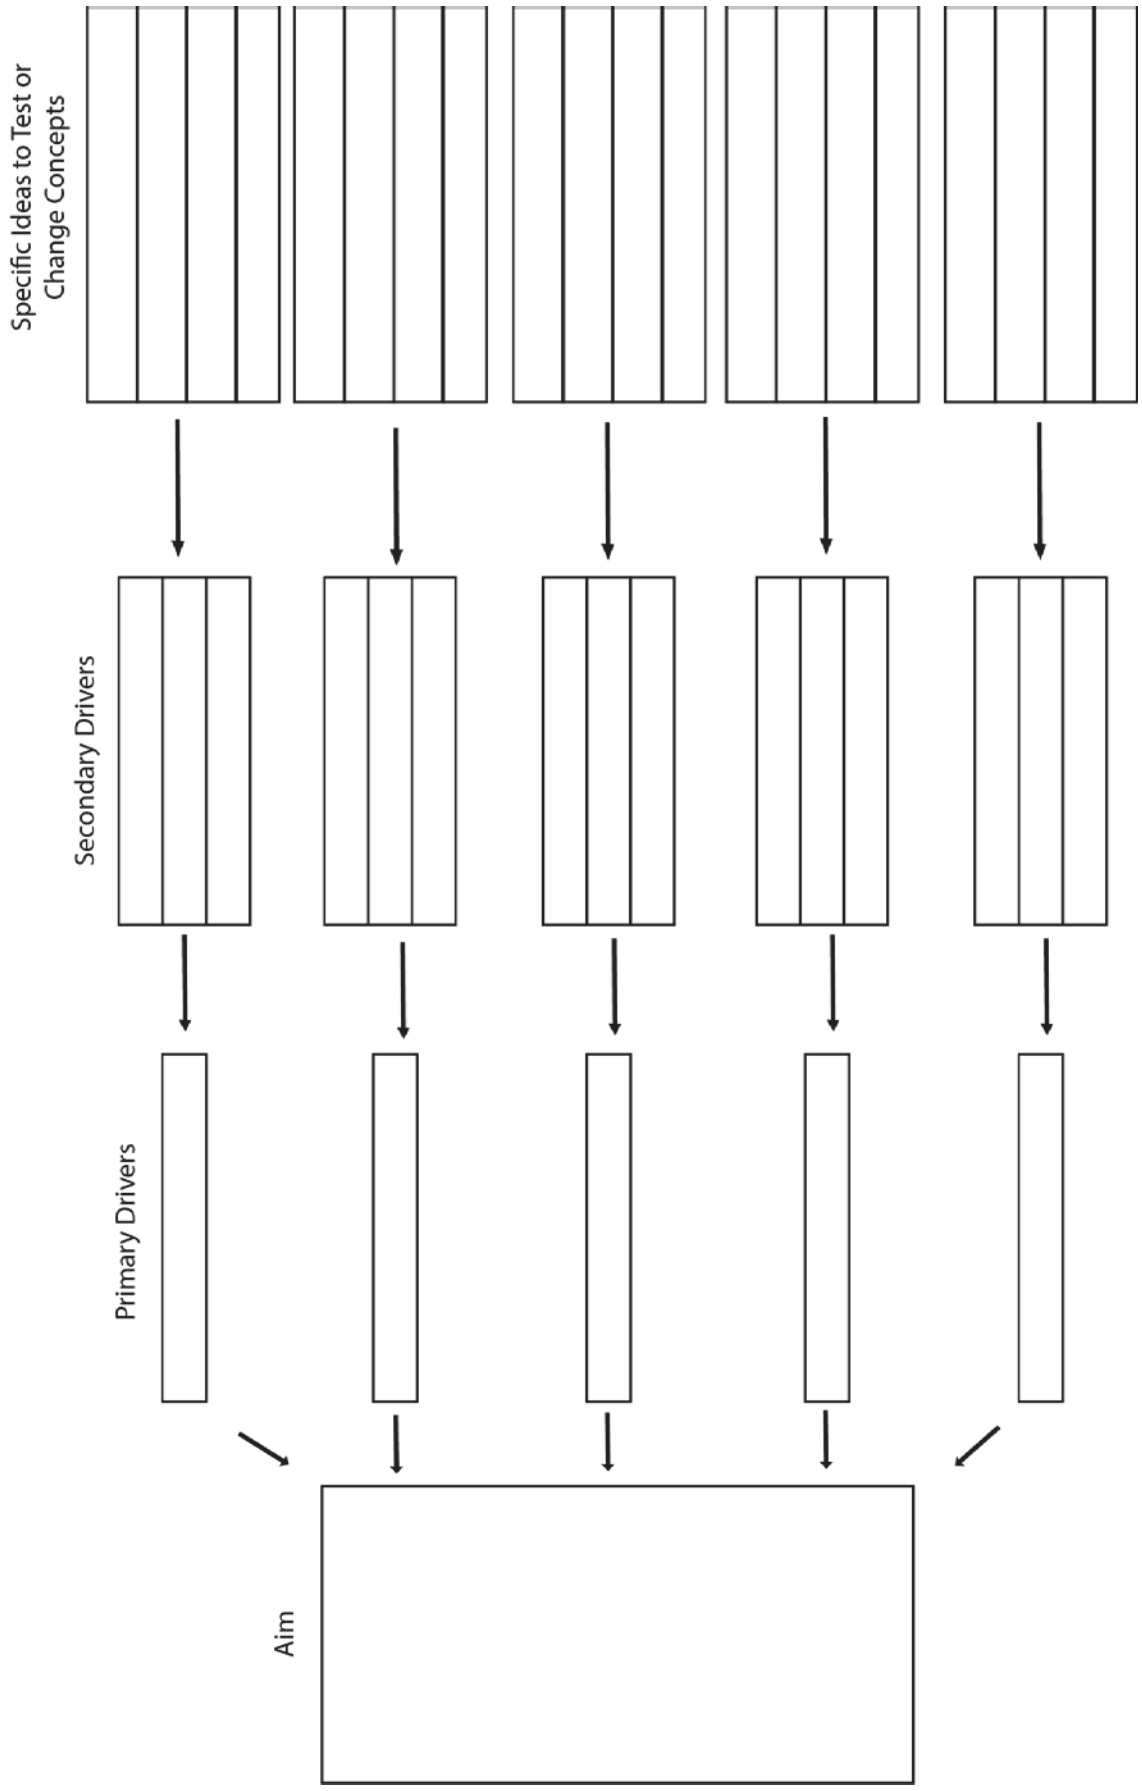 Aim
Primary Drivers
Secondary Drivers
Specific Ideas to Test or
Change Concepts